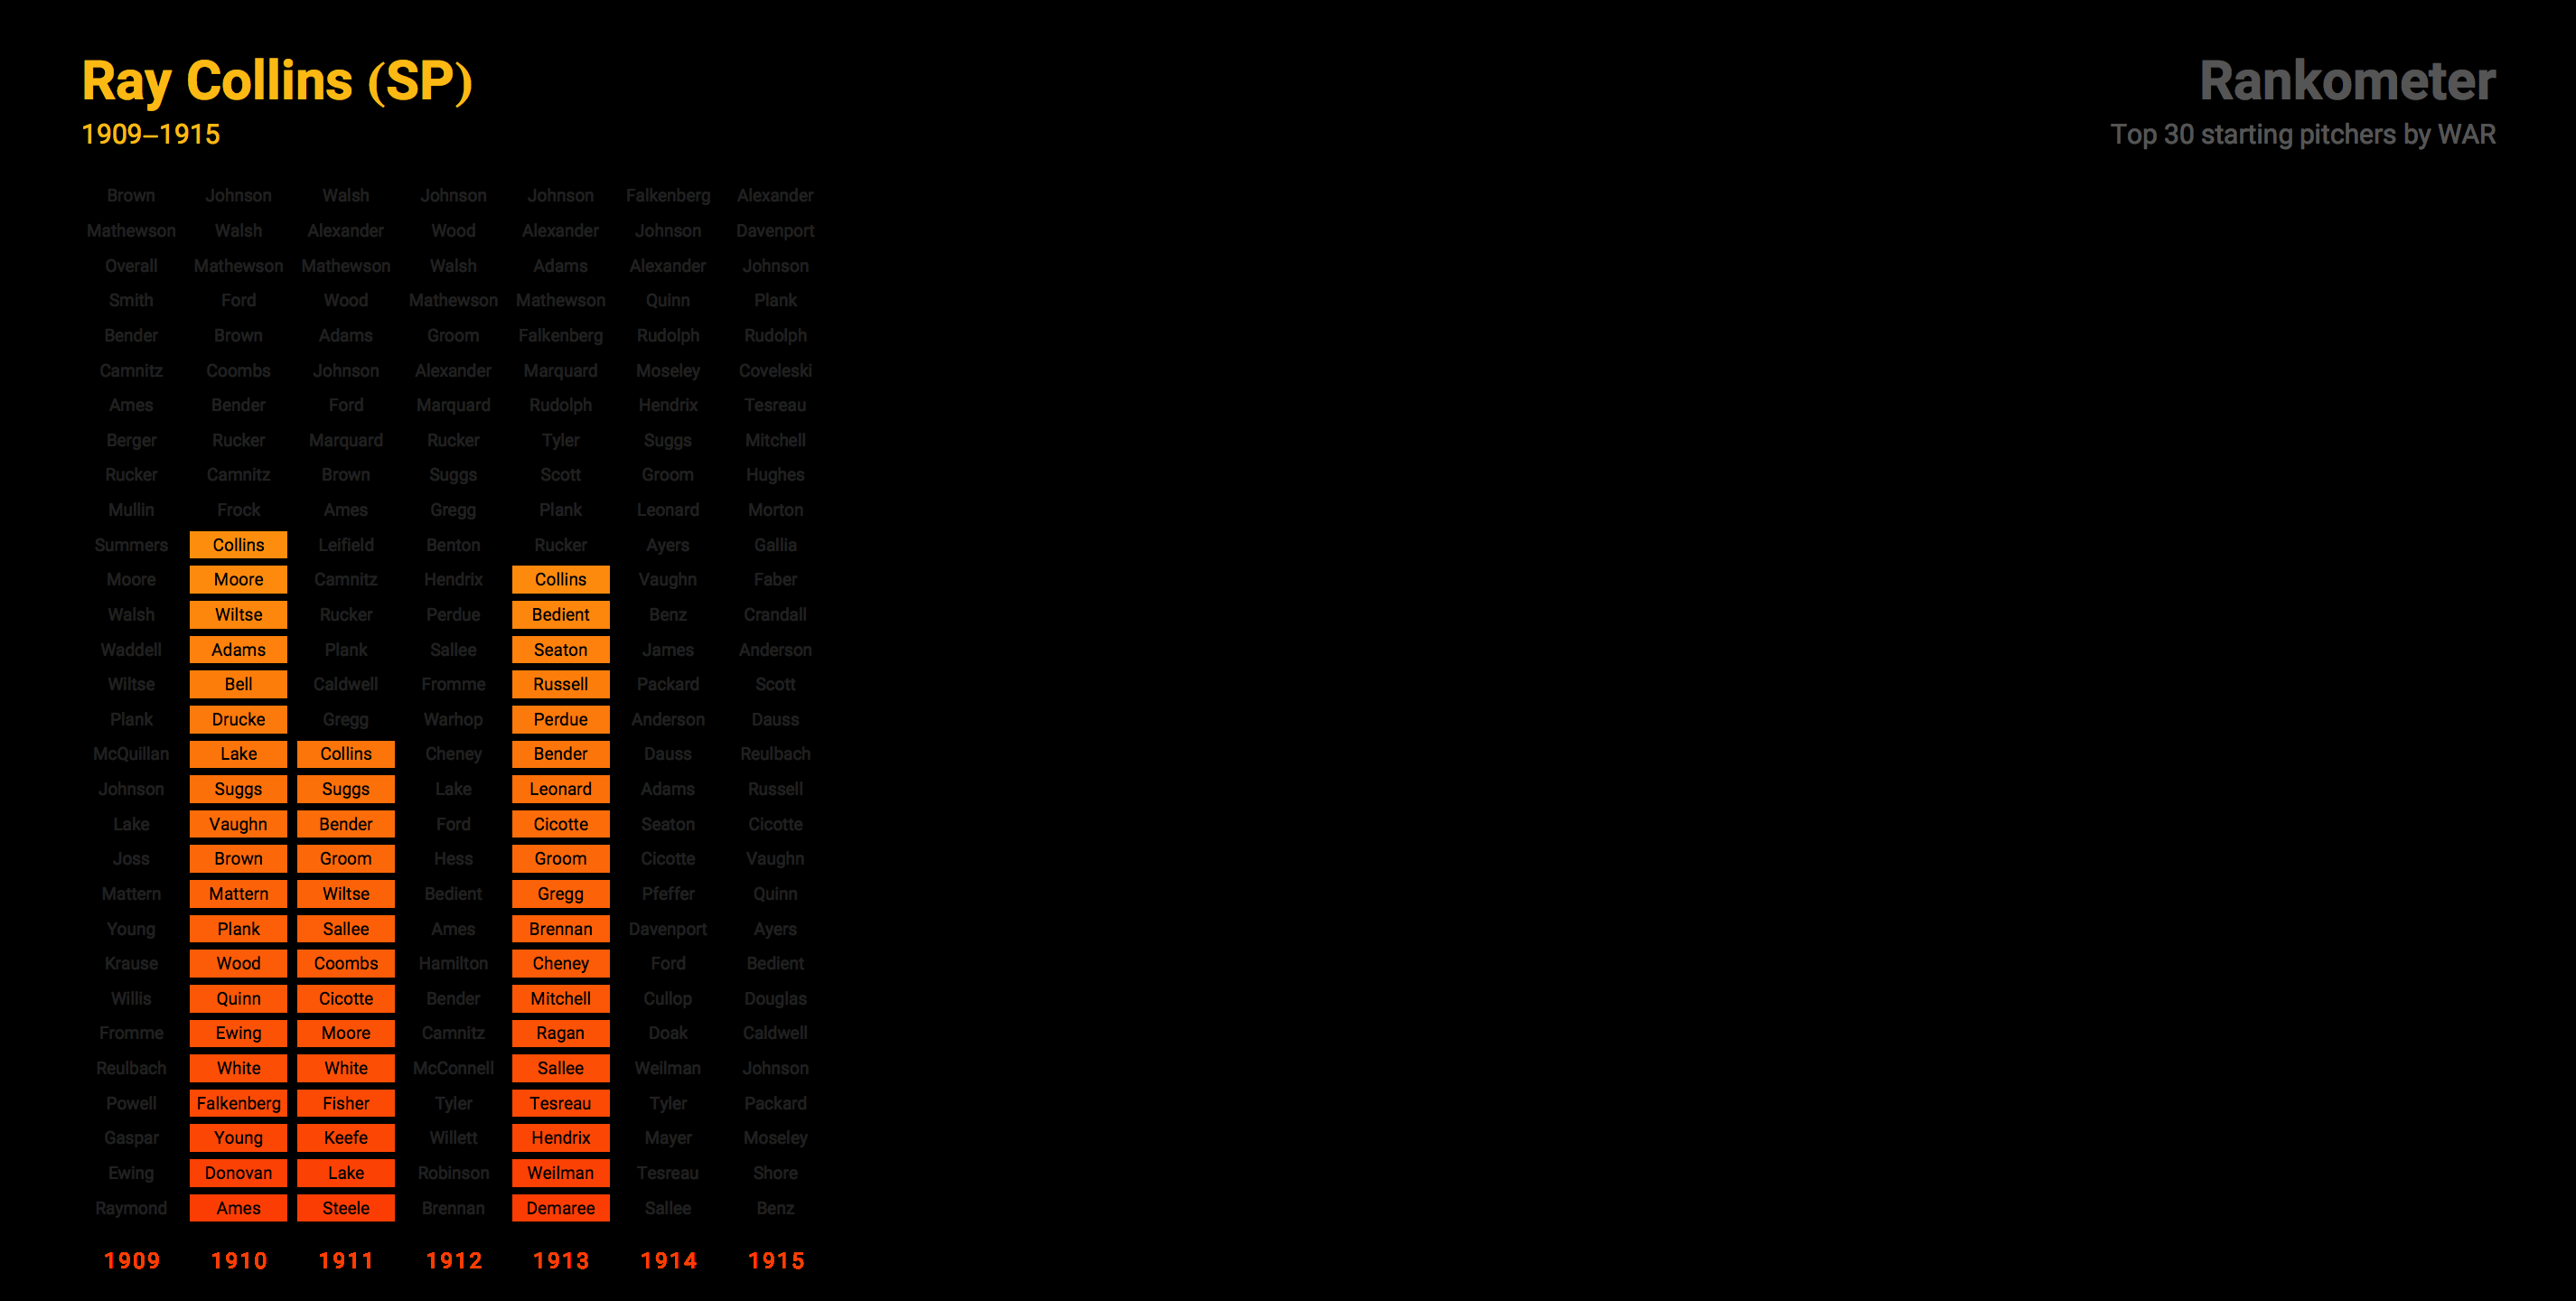 Ray Collins (SP)
1909–1915
Rankometer
Top 30 starting pitchers by WAR
Brown Johnson Walsh Johnson Johnson Falkenberg Alexander
Mathewson Walsh Alexander Wood Alexander Johnson Davenport
Overall Mathewson Mathewson Walsh Adams Alexander Johnson
Smith Ford Wood Mathewson Mathewson Quinn Plank
Bender Brown Adams Groom Falkenberg Rudolph Rudolph
Camnitz Coombs Johnson Alexander Marquard Moseley Coveleski
Ames Bender Ford Marquard Rudolph Hendrix Tesreau
Berger Rucker Marquard Rucker Tyler Suggs Mitchell
Rucker Camnitz Brown Suggs Scott Groom Hughes
Mullin Frock Ames Gregg Plank Leonard Morton
Summers Collins Leifield Benton Rucker Ayers Gallia
Moore Moore Camnitz Hendrix Collins Vaughn Faber
Walsh Wiltse Rucker Perdue Bedient Benz Crandall
Waddell Adams Plank Sallee Seaton James Anderson
Wiltse Bell Caldwell Fromme Russell Packard Scott
Plank Drucke Gregg Warhop Perdue Anderson Dauss
McQuillan Lake Collins Cheney Bender Dauss Reulbach
Johnson Suggs Suggs Lake Leonard Adams Russell
Lake Vaughn Bender Ford Cicotte Seaton Cicotte
Joss Brown Groom Hess Groom Cicotte Vaughn
Mattern Mattern Wiltse Bedient Gregg Pfeffer Quinn
Young Plank Sallee Ames Brennan Davenport Ayers
Krause Wood Coombs Hamilton Cheney Ford Bedient
Willis Quinn Cicotte Bender Mitchell Cullop Douglas
Fromme Ewing Moore Camnitz Ragan Doak Caldwell
Reulbach White White McConnell Sallee Weilman Johnson
Powell Falkenberg Fisher Tyler Tesreau Tyler Packard
Gaspar Young Keefe Willett Hendrix Mayer Moseley
Ewing Donovan Lake Robinson Weilman Tesreau Shore
Raymond Ames Steele Brennan Demaree Sallee Benz
1909 1910 1911 1912 1913 1914 1915